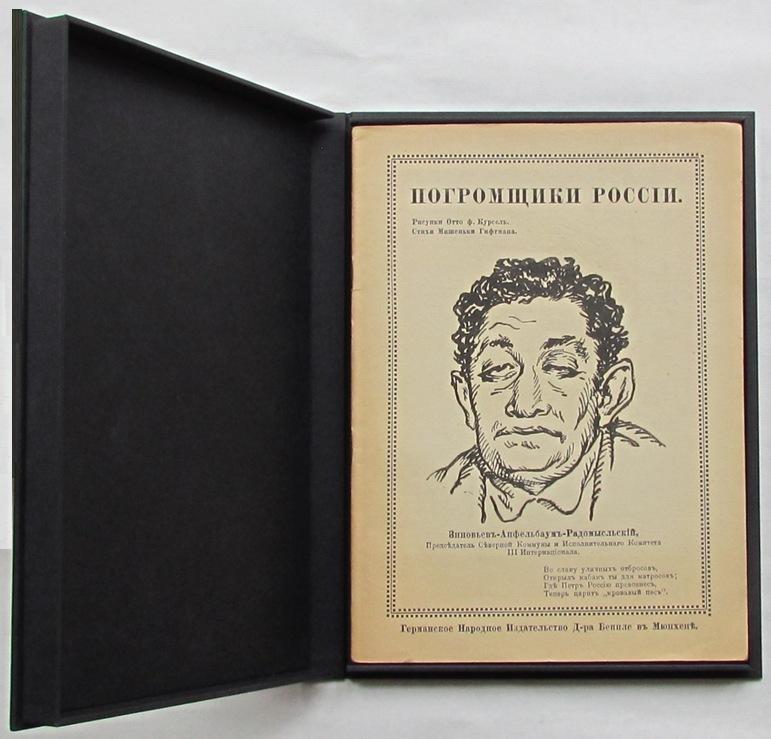 ПОГРОМЩИКИ РОССІИ.
Рисунки Отто ф. Курсель.
Стихи Машеньки Гифтмана.
Зиновьевъ-Апфельбаумъ-Радомысльскій,
Предсѣдатель Сѣверной Коммуны и Исполнительнаго Комитета
III Интернаціонала.
Во славу уличныхъ отбросовъ,
Открылъ кабакъ ты для матросовъ;
Гдѣ Петръ Россію превознесъ,
Теперь царитъ „кровавый песъ".
Германское Народное Издательство Д-ра Беппле въ Мюнхенѣ.